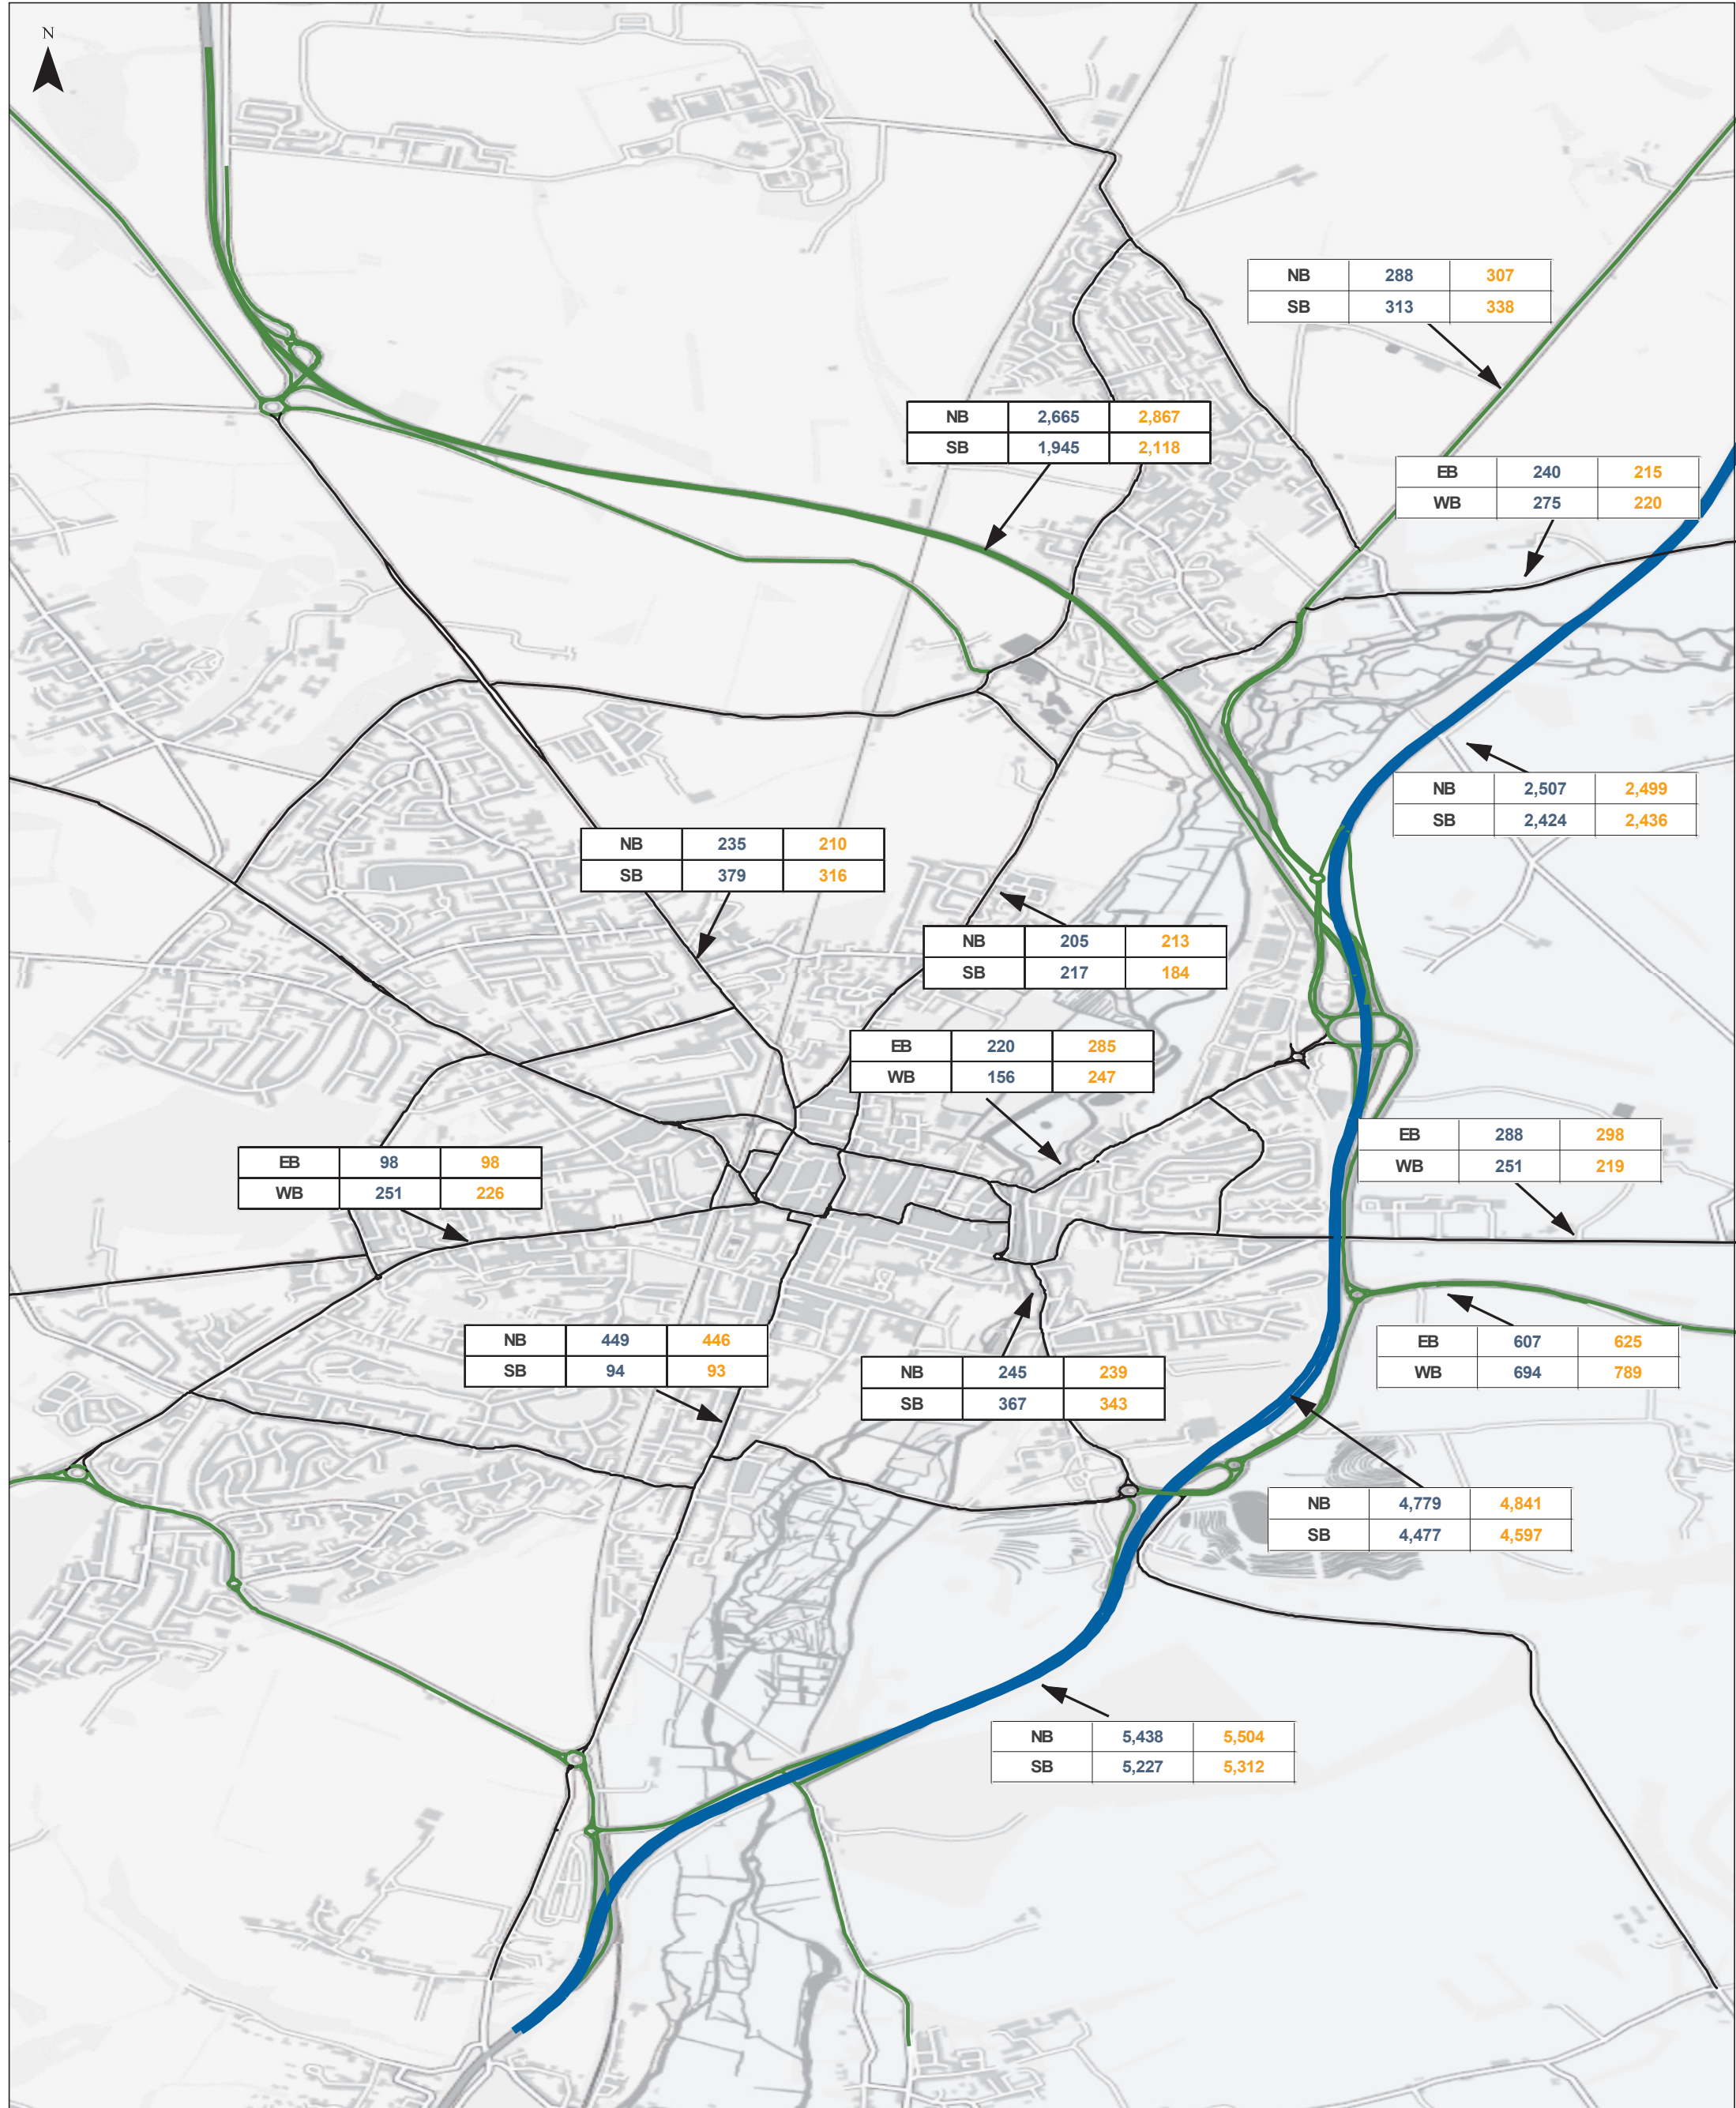 N
NB 288 307
SB 313 338
NB 2,665 2,867
SB 1,945 2,118
EB 240 215
WB 275 220
NB 2,507 2,499
SB 2,424 2,436
NB 235 210
SB 379 316
NB 205 213
SB 217 184
EB 220 285
WB 156 247
EB 288 298
WB 251 219
EB 98 98
WB 251 226
NB 449 446
SB 94 93
NB 245 239
SB 367 343
EB 607 625
WB 694 789
NB 4,779 4,841
SB 4,477 4,597
NB 5,438 5,504
SB 5,227 5,312